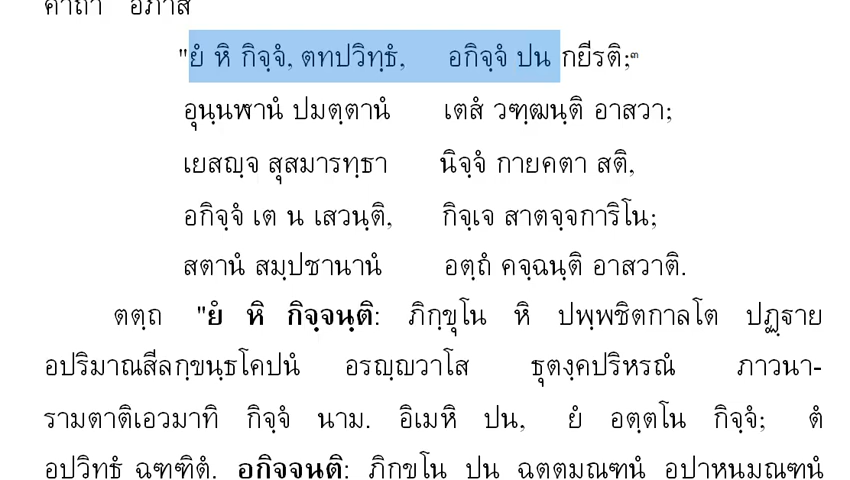 คาถา อภาสิ
"ยํ หิ กิจฺจํ, ตทปวิทฺธํ, อกิจฺจํ ปน กยีรติ;๓
อุนฺนฬานํ ปมตฺตานํ เตสํ วฑฺฒนฺติ อาสวา;
เยสญฺจ สุสมารทฺธา นิจฺจํ กายคตา สติ,
อกิจฺจํ เต น เสวนฺติ, กิจฺเจ สาตจฺจการิโน;
สตานํ สมฺปชานานํ อตฺถํ คจฺฉนฺติ อาสวาติ.
ตตฺถ "ยํ หิ กิจฺจนฺติ: ภิกฺขุโน หิ ปพฺพชิตกาลโต ปฏฺฐาย
อปริมาณสีลกฺขนฺธโคปนํ อรญฺญวาโส ธุตงฺคปริหรณํ ภาวนา-
รามตาติเอวมาทิ กิจฺจํ นาม. อิเมหิ ปน, ยํ อตฺตโน กิจฺจํ; ตํ
อปวิทฺธํ ฉฑฺฑิตํ. อกิจฺจนฺติ: ภิกฺขุโน ปน ฉตฺตมณฺฑนํ อุปาหนมณฺฑนํ